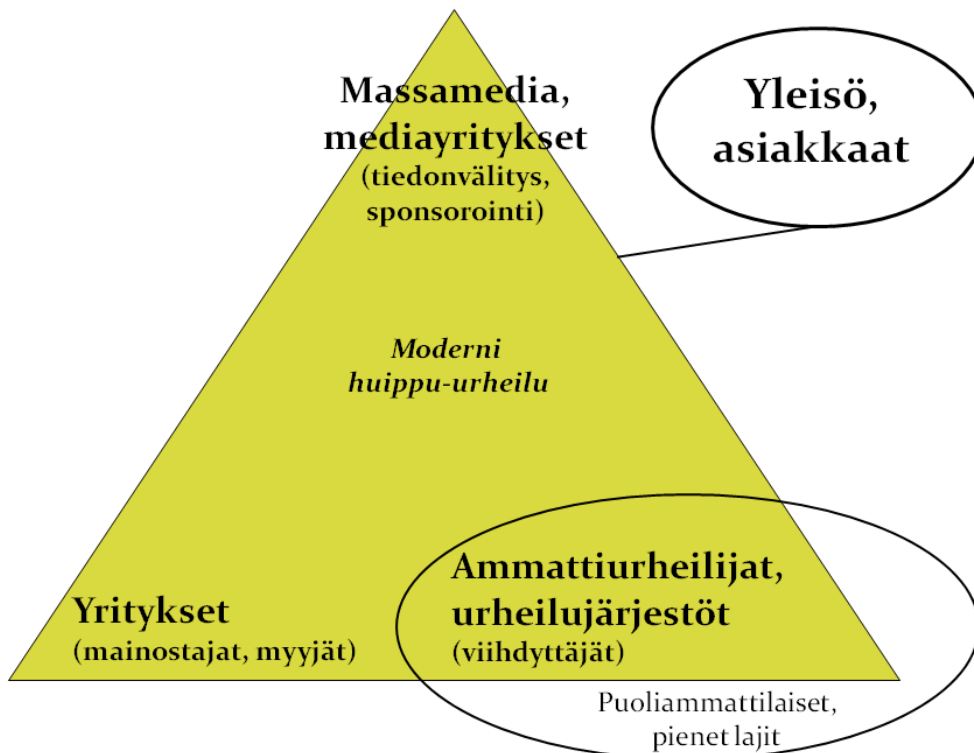 Massamedia,
mediayritykset
(tiedonvälitys,
sponsorointi)
Yleisö,
asiakkaat
Moderni
huippu-urheilu
Yritykset
(mainostajat, myyjät)
Ammattiurheilijat,
urheilujärjestöt
(viihdyttäjät)
Puoliammattilaiset,
pienet lajit